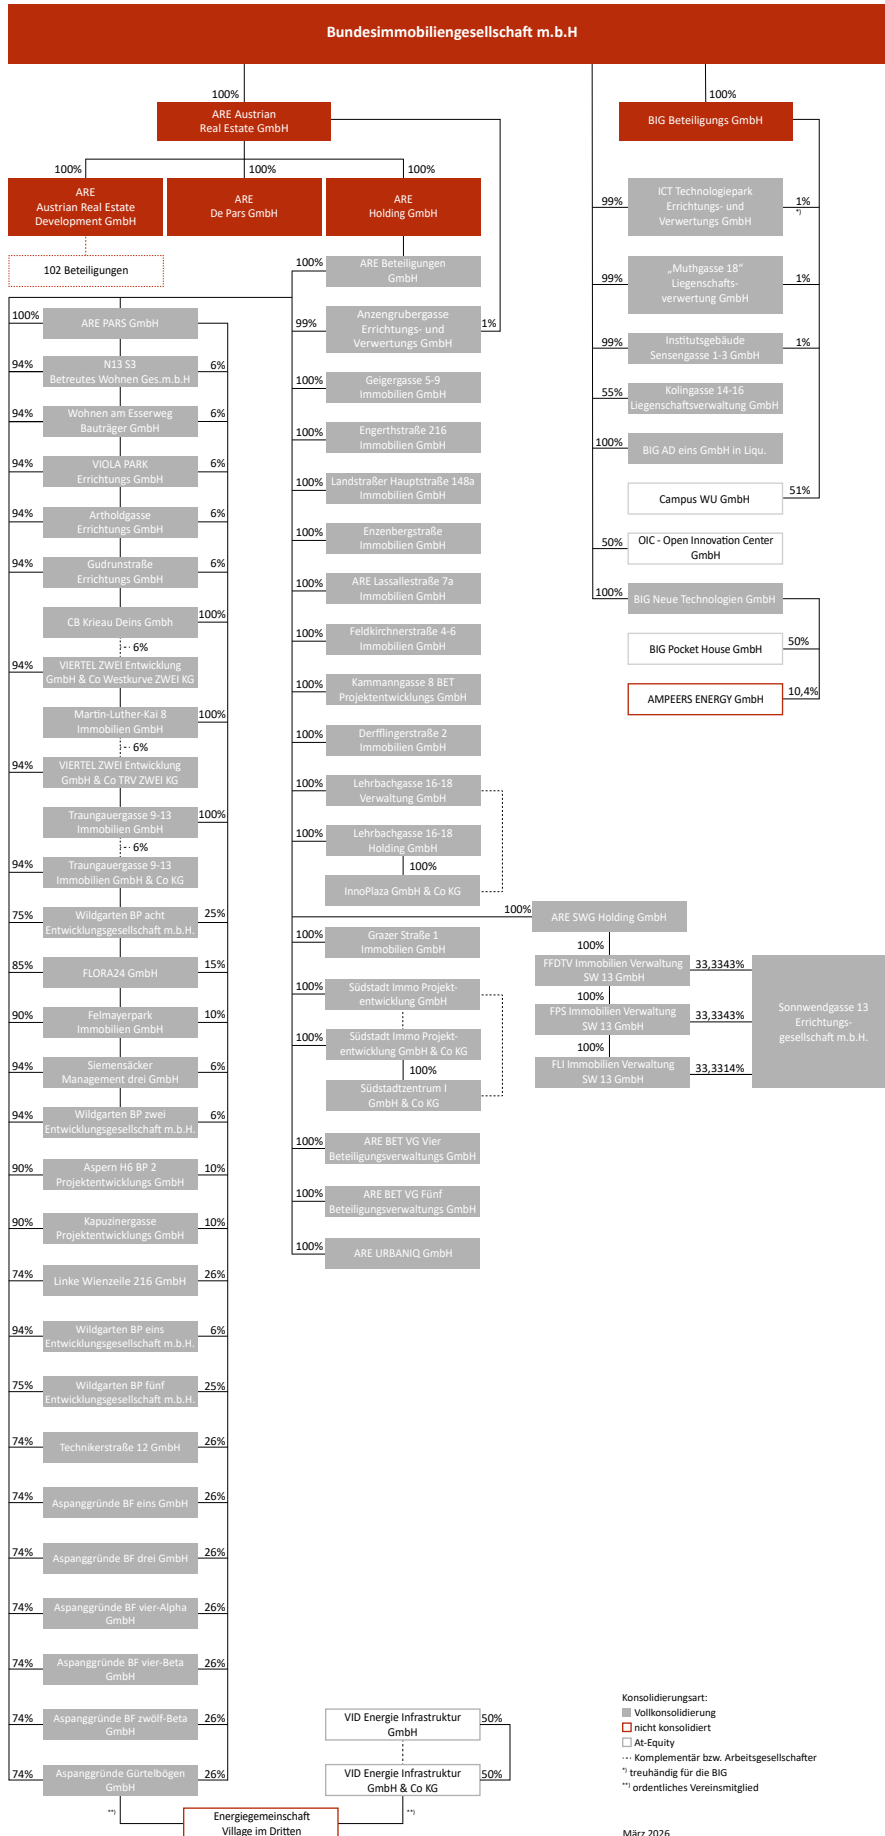 Bundesimmobiliengesellschaft m.b.H
100%
ARE Austrian
Real Estate GmbH
100%
BIG Beteiligungs GmbH
100%
ARE
Austrian Real Estate
Development GmbH
100%
ARE
De Pars GmbH
100%
ARE
Holding GmbH
102 Beteiligungen
100%
ARE PARS GmbH
94%
N13 S3
Betreutes Wohnen Ges.m.b.H
6%
94%
Wohnen am Esserweg
Bauträger GmbH
6%
94%
VIOLA PARK
Errichtungs GmbH
6%
94%
Artholdgasse
Errichtungs GmbH
6%
94%
Gudrunstraße
Errichtungs GmbH
6%
CB Krieau Deins Gmbh
100%
6%
94%
VIERTEL ZWEI Entwicklung
GmbH & Co Westkurve ZWEI KG
Martin-Luther-Kai 8
Immobilien GmbH
100%
6%
94%
VIERTEL ZWEI Entwicklung
GmbH & Co TRV ZWEI KG
Traungauergasse 9-13
Immobilien GmbH
100%
6%
94%
Traungauergasse 9-13
Immobilien GmbH & Co KG
75%
Wildgarten BP acht
Entwicklungsgesellschaft m.b.H.
25%
85%
FLORA24 GmbH
15%
90%
Felmayerpark
Immobilien GmbH
10%
94%
Siemensäcker
Management drei GmbH
6%
94%
Wildgarten BP zwei
Entwicklungsgesellschaft m.b.H.
6%
90%
Aspern H6 BP 2
Projektentwicklungs GmbH
10%
90%
Kapuzinergasse
Projektentwicklungs GmbH
10%
74%
Linke Wienzeile 216 GmbH
26%
94%
Wildgarten BP eins
Entwicklungsgesellschaft m.b.H.
6%
75%
Wildgarten BP fünf
Entwicklungsgesellschaft m.b.H.
25%
74%
Technikerstraße 12 GmbH
26%
74%
Aspanggründe BF eins GmbH
26%
74%
Aspanggründe BF drei GmbH
26%
74%
Aspanggründe BF vier-Alpha
GmbH
26%
74%
Aspanggründe BF vier-Beta
GmbH
26%
74%
Aspanggründe BF zwölf-Beta
GmbH
26%
74%
Aspanggründe Gürtelbögen
GmbH
26%
100%
ARE Beteiligungen
GmbH
99%
Anzengrubergasse
Errichtungs- und
Verwertungs GmbH
1%
100%
Geigergasse 5-9
Immobilien GmbH
100%
Engerthstraße 216
Immobilien GmbH
100%
Landstraßer Hauptstraße 148a
Immobilien GmbH
100%
Enzenbergstraße
Immobilien GmbH
100%
ARE Lassallestraße 7a
Immobilien GmbH
100%
Feldkirchnerstraße 4-6
Immobilien GmbH
100%
Kammanngasse 8 BET
Projektentwicklungs GmbH
100%
Derfflingerstraße 2
Immobilien GmbH
100%
Lehrbachgasse 16-18
Verwaltung GmbH
100%
Lehrbachgasse 16-18
Holding GmbH
100%
InnoPlaza GmbH & Co KG
100%
ARE SWG Holding GmbH
100%
Grazer Straße 1
Immobilien GmbH
100%
Südstadt Immo Projekt-
entwicklung GmbH
100%
Südstadt Immo Projekt-
entwicklung GmbH & Co KG
100%
Südstadtzentrum I
GmbH & Co KG
100%
ARE BET VG Vier
Beteiligungsverwaltungs GmbH
100%
ARE BET VG Fünf
Beteiligungsverwaltungs GmbH
100%
ARE URBANIQ GmbH
100%
FFDTV Immobilien Verwaltung
SW 13 GmbH
33,3343%
100%
FPS Immobilien Verwaltung
SW 13 GmbH
33,3343%
100%
FLI Immobilien Verwaltung
SW 13 GmbH
33,3314%
Sonnwendgasse 13
Errichtungs-
gesellschaft m.b.H.
99%
ICT Technologiepark
Errichtungs- und
Verwertungs GmbH
1%
*)
99%
„Muthgasse 18“
Liegenschafts-
verwertung GmbH
1%
99%
Institutsgebäude
Sensengasse 1-3 GmbH
1%
55%
Kolingasse 14-16
Liegenschaftsverwaltung GmbH
100%
BIG AD eins GmbH in Liqu.
Campus WU GmbH
51%
50%
OIC - Open Innovation Center
GmbH
100%
BIG Neue Technologien GmbH
BIG Pocket House GmbH
50%
AMPEERS ENERGY GmbH
10,4%
VID Energie Infrastruktur
GmbH
50%
VID Energie Infrastruktur
GmbH & Co KG
50%
**)
Energiegemeinschaft
Village im Dritten
**)
Konsolidierungsart:
Vollkonsolidierung
nicht konsolidiert
At-Equity
Komplementär bzw. Arbeitsgesellschafter
*) treuhändig für die BIG
**) ordentliches Vereinsmitglied
März 2026